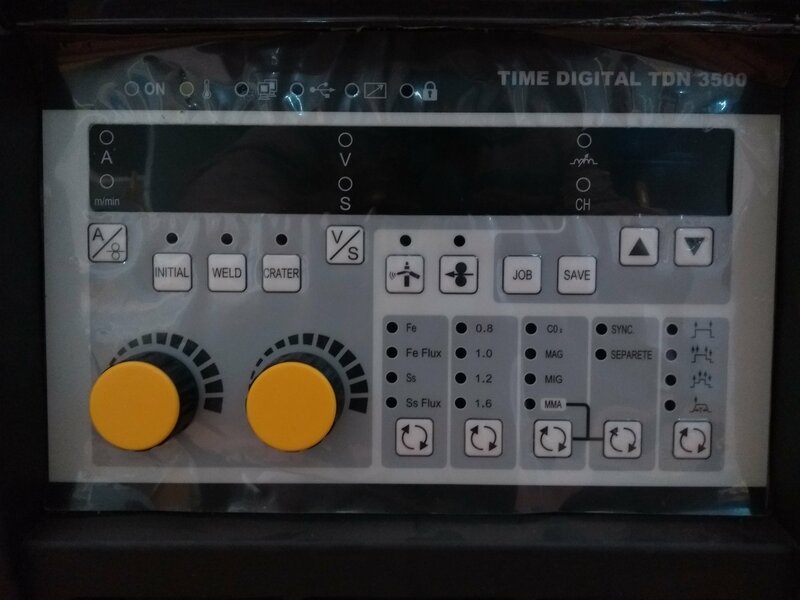 TIME DIGITAL TDN 3500
ON
A V
m/min S CH
A V/S
INITIAL WELD CRATER JOB SAVE
Fe 0.8 CO₂ SYNC.
Fe Flux 1.0 MAG SEPARETE
Ss 1.2 MIG
Ss Flux 1.6 MMA